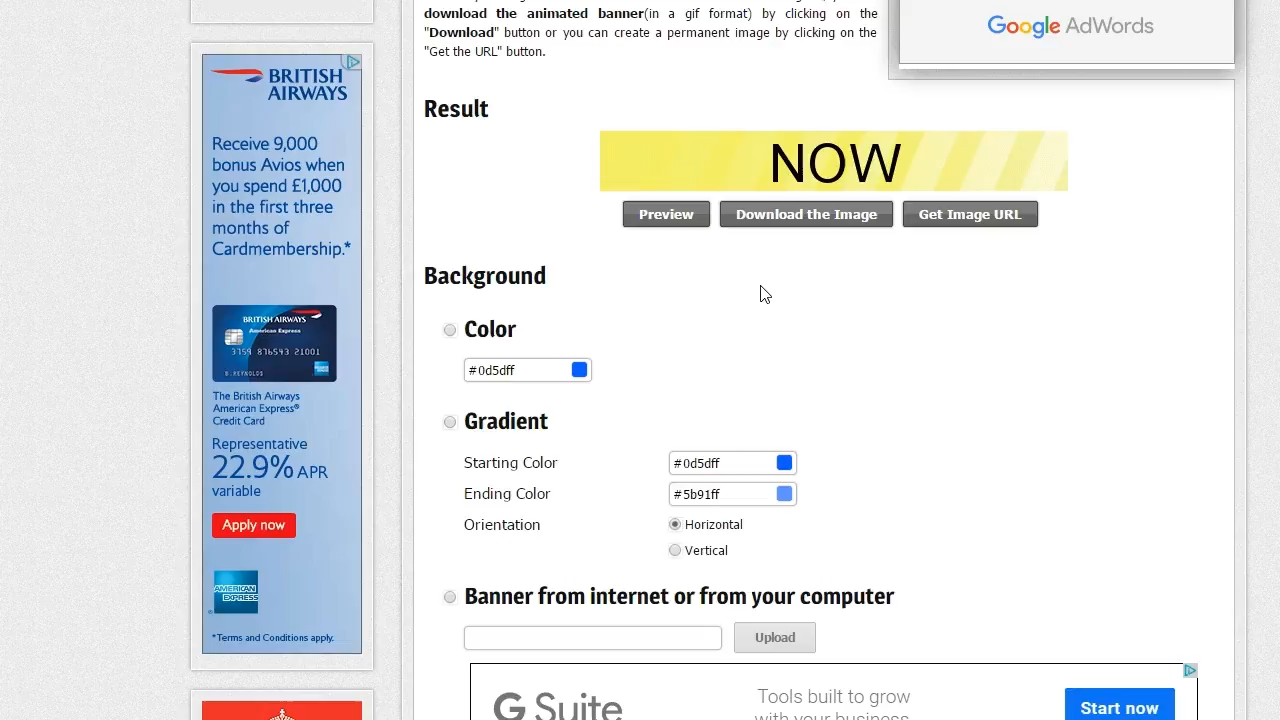 download the animated banner(in a gif format) by clicking on the
"Download" button or you can create a permanent image by clicking on the
"Get the URL" button.
Google AdWords
BRITISH
AIRWAYS
Receive 9,000
bonus Avios when
you spend £1,000
in the first three
months of
Cardmembership.*
BRITISH AIRWAYS
American Express
3759 876543 21001
B.REYNOLDS
The British Airways
American Express®
Credit Card
Representative
22.9% APR
variable
Apply now
AMERICAN
EXPRESS
*Terms and Conditions apply.
Result
NOW
Preview
Download the Image
Get Image URL
Background
Color
#0d5dff
Gradient
Starting Color
#0d5dff
Ending Color
#5b91ff
Orientation
Horizontal
Vertical
Banner from internet or from your computer
Upload
G Suite
Tools built to grow
with your business
Start now